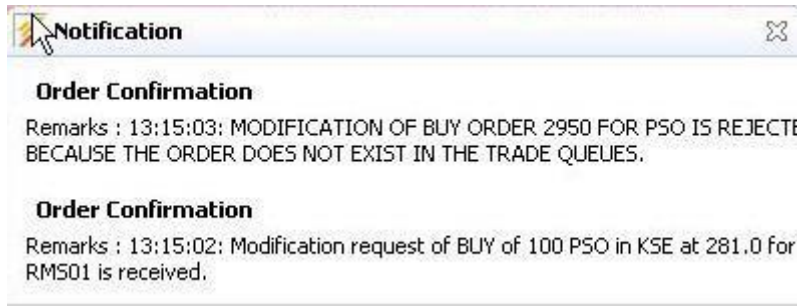 Notification
Order Confirmation
Remarks : 13:15:03: MODIFICATION OF BUY ORDER 2950 FOR PSO IS REJECTE
BECAUSE THE ORDER DOES NOT EXIST IN THE TRADE QUEUES.
Order Confirmation
Remarks : 13:15:02: Modification request of BUY of 100 PSO in KSE at 281.0 for
RMS01 is received.